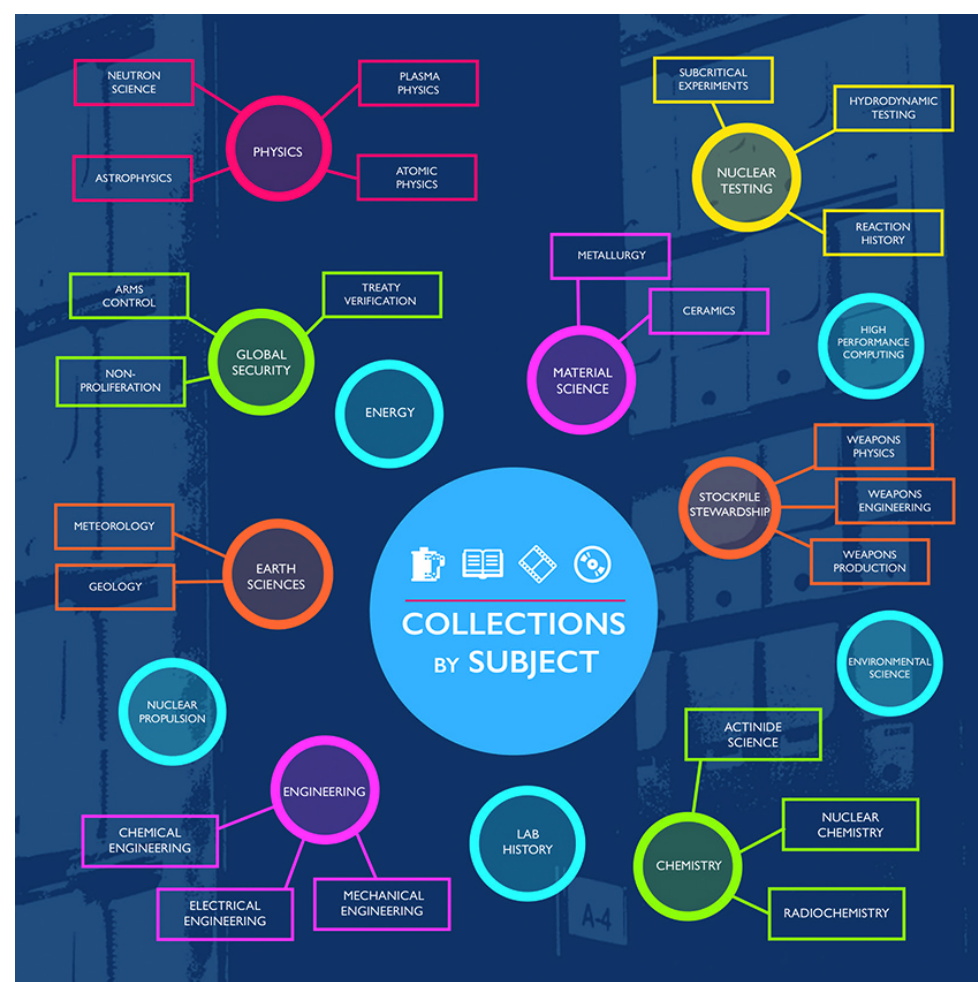 NEUTRON
SCIENCE
PLASMA
PHYSICS
PHYSICS
ASTROPHYSICS
ATOMIC
PHYSICS
SUBCRITICAL
EXPERIMENTS
HYDRODYNAMIC
TESTING
NUCLEAR
TESTING
REACTION
HISTORY
METALLURGY
CERAMICS
MATERIAL
SCIENCE
ARMS
CONTROL
TREATY
VERIFICATION
GLOBAL
SECURITY
NON-
PROLIFERATION
ENERGY
HIGH
PERFORMANCE
COMPUTING
WEAPONS
PHYSICS
STOCKPILE
STEWARDSHIP
WEAPONS
ENGINEERING
WEAPONS
PRODUCTION
METEOROLOGY
GEOLOGY
EARTH
SCIENCES
COLLECTIONS
BY SUBJECT
ENVIRONMENTAL
SCIENCE
NUCLEAR
PROPULSION
ENGINEERING
CHEMICAL
ENGINEERING
ELECTRICAL
ENGINEERING
MECHANICAL
ENGINEERING
LAB
HISTORY
ACTINIDE
SCIENCE
NUCLEAR
CHEMISTRY
CHEMISTRY
RADIOCHEMISTRY
A-4